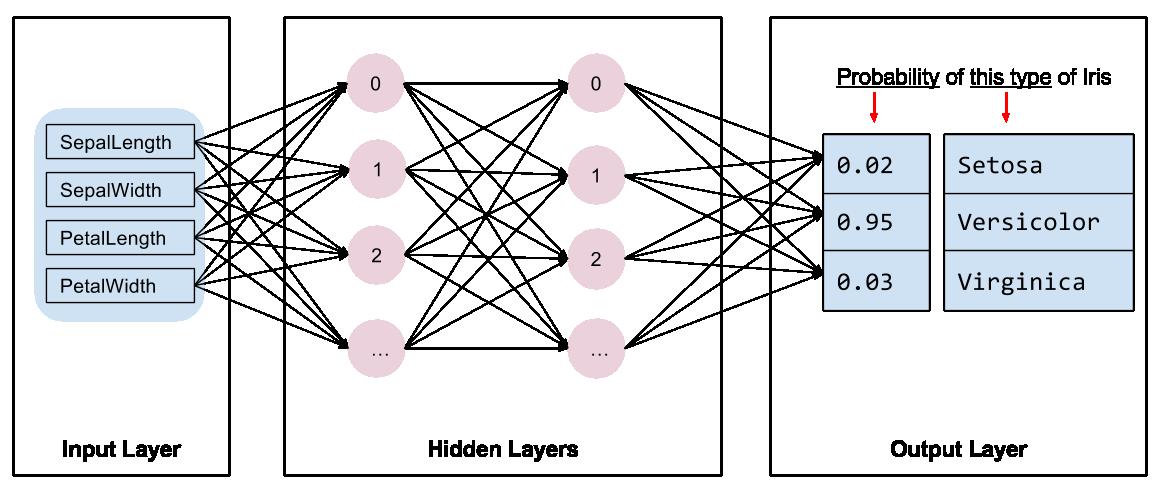 SepalLength
SepalWidth
PetalLength
PetalWidth
Input Layer
0
1
2
...
0
1
2
...
Hidden Layers
Probability of this type of Iris
0.02 Setosa
0.95 Versicolor
0.03 Virginica
Output Layer